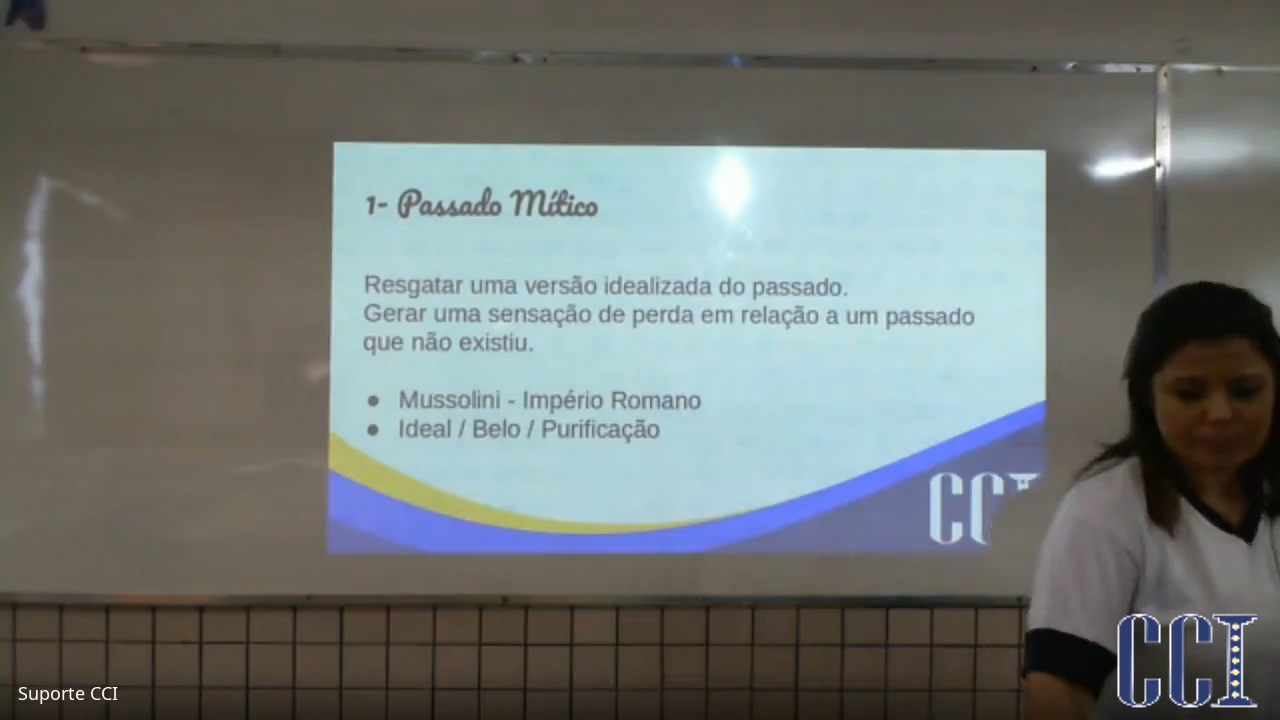 1- Passado Mítico
Resgatar uma versão idealizada do passado.
Gerar uma sensação de perda em relação a um passado
que não existiu.
● Mussolini - Império Romano
● Ideal / Belo / Purificação
CCI
Suporte CCI
CCI